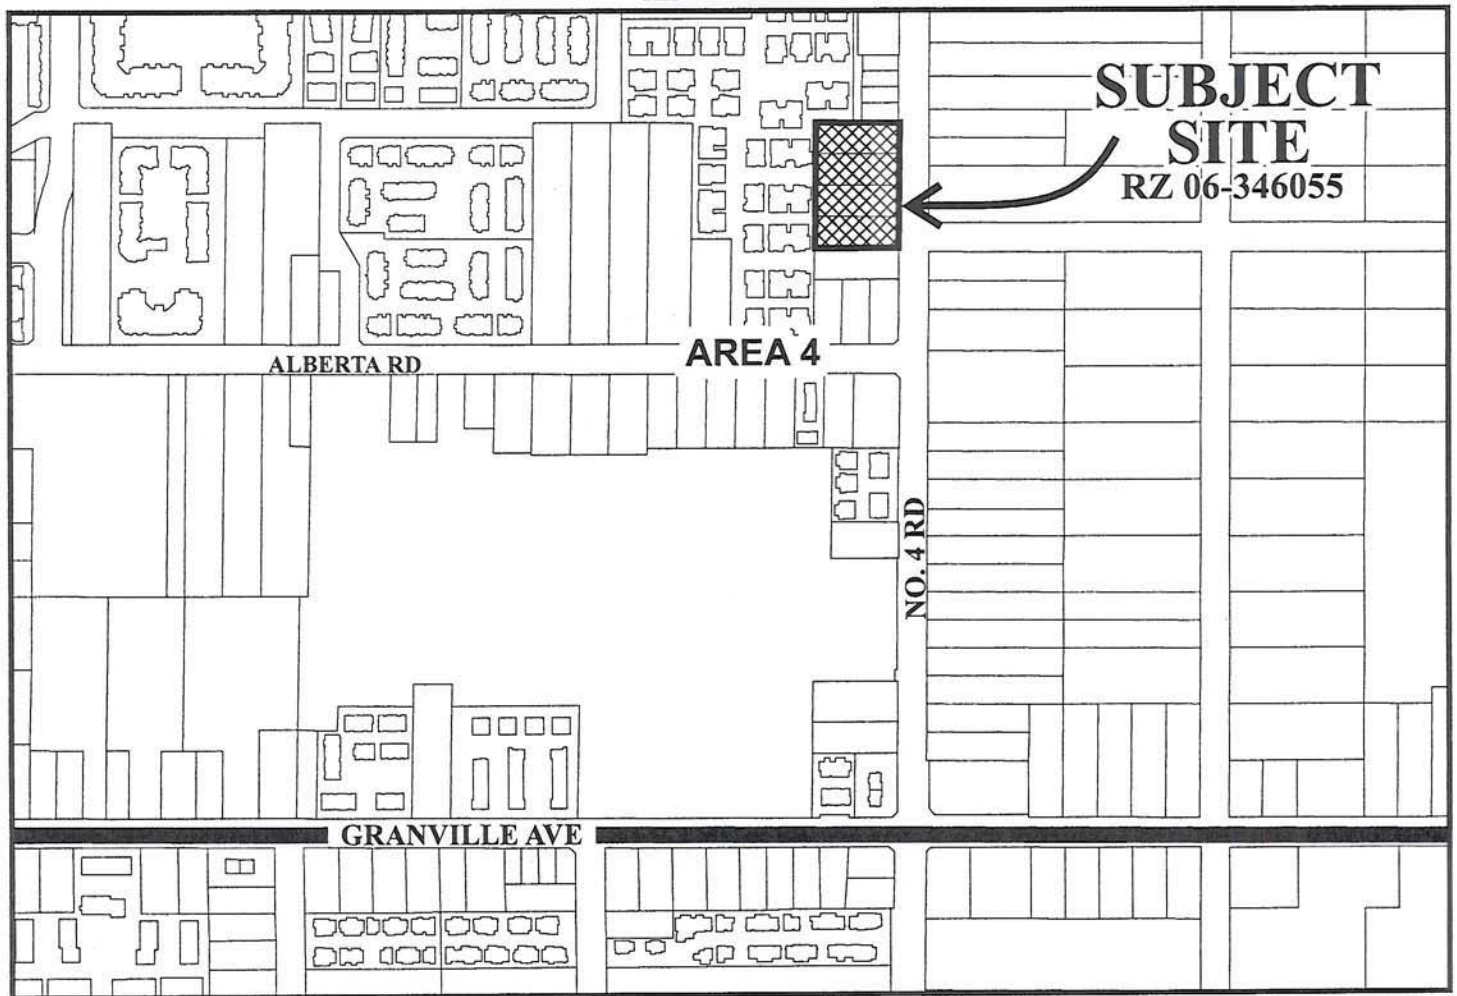 SUBJECT
SITE
RZ 06-346055
AREA 4
ALBERTA RD
NO. 4 RD
GRANVILLE AVE